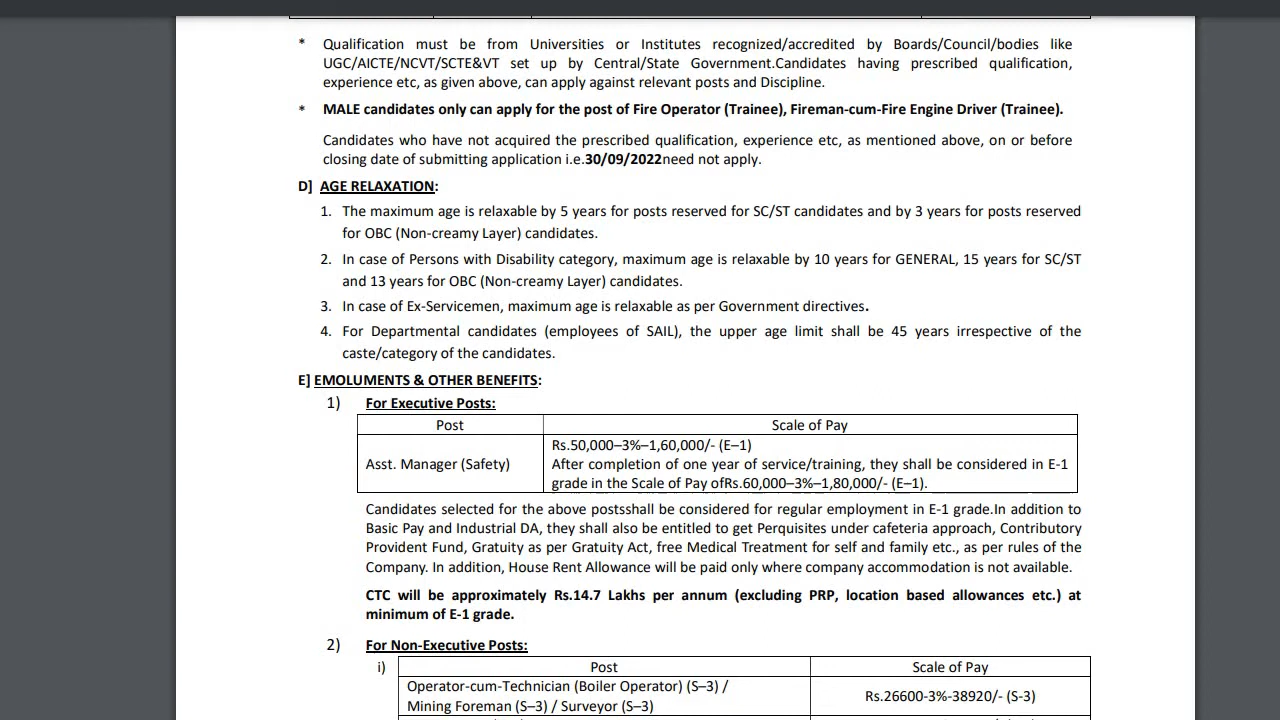 * Qualification must be from Universities or Institutes recognized/accredited by Boards/Council/bodies like
UGC/AICTE/NCVT/SCTE&VT set up by Central/State Government.Candidates having prescribed qualification,
experience etc, as given above, can apply against relevant posts and Discipline.
* MALE candidates only can apply for the post of Fire Operator (Trainee), Fireman-cum-Fire Engine Driver (Trainee).
Candidates who have not acquired the prescribed qualification, experience etc, as mentioned above, on or before
closing date of submitting application i.e.30/09/2022need not apply.
D] AGE RELAXATION:
1. The maximum age is relaxable by 5 years for posts reserved for SC/ST candidates and by 3 years for posts reserved
for OBC (Non-creamy Layer) candidates.
2. In case of Persons with Disability category, maximum age is relaxable by 10 years for GENERAL, 15 years for SC/ST
and 13 years for OBC (Non-creamy Layer) candidates.
3. In case of Ex-Servicemen, maximum age is relaxable as per Government directives.
4. For Departmental candidates (employees of SAIL), the upper age limit shall be 45 years irrespective of the
caste/category of the candidates.
E] EMOLUMENTS & OTHER BENEFITS:
1) For Executive Posts:
Post Scale of Pay
Asst. Manager (Safety)
Rs.50,000–3%–1,60,000/- (E–1)
After completion of one year of service/training, they shall be considered in E-1
grade in the Scale of Pay ofRs.60,000–3%–1,80,000/- (E–1).
Candidates selected for the above postsshall be considered for regular employment in E-1 grade.In addition to
Basic Pay and Industrial DA, they shall also be entitled to get Perquisites under cafeteria approach, Contributory
Provident Fund, Gratuity as per Gratuity Act, free Medical Treatment for self and family etc., as per rules of the
Company. In addition, House Rent Allowance will be paid only where company accommodation is not available.
CTC will be approximately Rs.14.7 Lakhs per annum (excluding PRP, location based allowances etc.) at
minimum of E-1 grade.
2) For Non-Executive Posts:
i) Post Scale of Pay
Operator-cum-Technician (Boiler Operator) (S–3) /
Mining Foreman (S–3) / Surveyor (S–3)
Rs.26600-3%-38920/- (S-3)